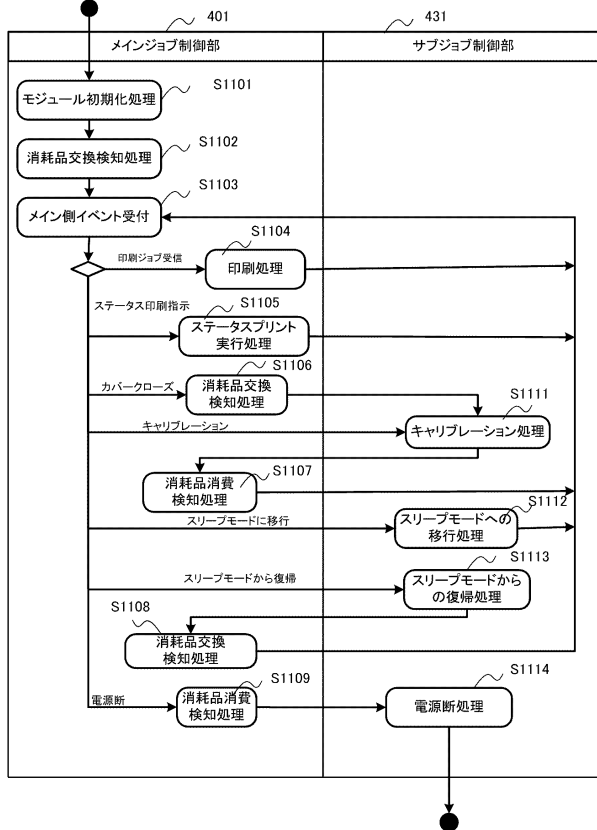 401
431
メインジョブ制御部
サブジョブ制御部
S1101
モジュール初期化処理
S1102
消耗品交換検知処理
S1103
メイン側イベント受付
S1104
印刷ジョブ受信
印刷処理
S1105
ステータス印刷指示
ステータスプリント
実行処理
S1106
カバークローズ
消耗品交換
検知処理
S1111
キャリブレーション
キャリブレーション処理
S1107
消耗品消費
検知処理
S1112
スリープモードに移行
スリープモードへの
移行処理
S1113
スリープモードから復帰
スリープモードから
の復帰処理
S1108
消耗品交換
検知処理
S1109
電源断
消耗品消費
検知処理
S1114
電源断処理